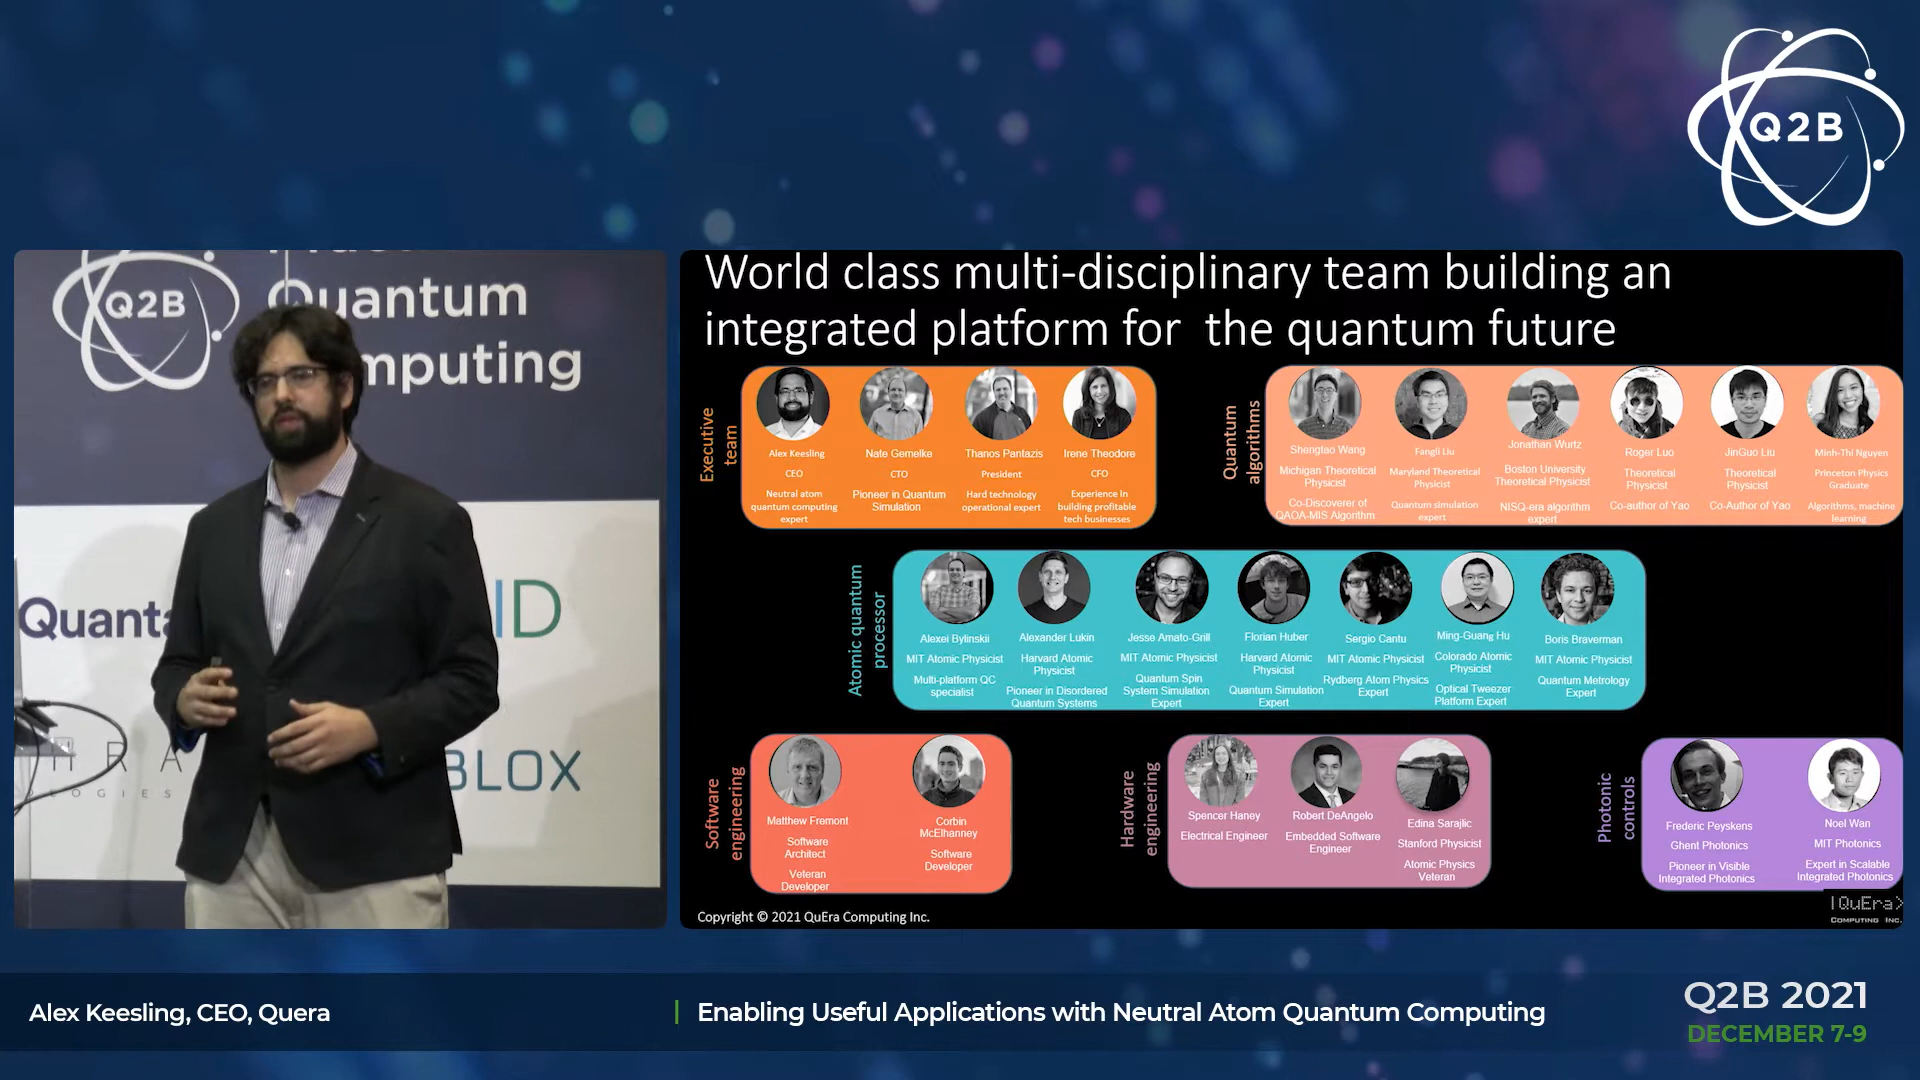 Q2B
Q2B
Quantum
mputing
Quanta
ID
H R A
O G I E S
BLOX
World class multi-disciplinary team building an
integrated platform for the quantum future
Executive
team
Alex Keesling
CEO
Neutral atom
quantum computing
expert
Nate Gemelke
CTO
Pioneer in Quantum
Simulation
Thanos Pantazis
President
Hard technology
operational expert
Irene Theodore
CFO
Experience in
building profitable
tech businesses
Quantum
algorithms
Shengtao Wang
Michigan Theoretical
Physicist
Co-Discoverer of
QAOA-MIS Algorithm
Fangli Liu
Maryland Theoretical
Physicist
Quantum simulation
expert
Jonathan Wurtz
Boston University
Theoretical Physicist
NISQ-era algorithm
expert
Roger Luo
Theoretical
Physicist
Co-author of Yao
JinGuo Liu
Theoretical
Physicist
Co-Author of Yao
Minh-Thi Nguyen
Princeton Physics
Graduate
Algorithms, machine
learning
Atomic quantum
processor
Alexei Bylinskii
MIT Atomic Physicist
Multi-platform QC
specialist
Alexander Lukin
Harvard Atomic
Physicist
Pioneer in Disordered
Quantum Systems
Jesse Amato-Grill
MIT Atomic Physicist
Quantum Spin
System Simulation
Expert
Florian Huber
Harvard Atomic
Physicist
Quantum Simulation
Expert
Sergio Cantu
MIT Atomic Physicist
Rydberg Atom Physics
Expert
Ming-Guang Hu
Colorado Atomic
Physicist
Optical Tweezer
Platform Expert
Boris Braverman
MIT Atomic Physicist
Quantum Metrology
Expert
Software
engineering
Matthew Fremont
Software
Architect
Veteran
Developer
Corbin
McElhanney
Software
Developer
Hardware
engineering
Spencer Haney
Electrical Engineer
Robert DeAngelo
Embedded Software
Engineer
Edina Sarajlic
Stanford Physicist
Atomic Physics
Veteran
Photonic
controls
Frederic Peyskens
Ghent Photonics
Pioneer in Visible
Integrated Photonics
Noel Wan
MIT Photonics
Expert in Scalable
Integrated Photonics
Copyright © 2021 QuEra Computing Inc.
|QuEra>
COMPUTING INC.
Alex Keesling, CEO, Quera
Enabling Useful Applications with Neutral Atom Quantum Computing
Q2B 2021
DECEMBER 7-9